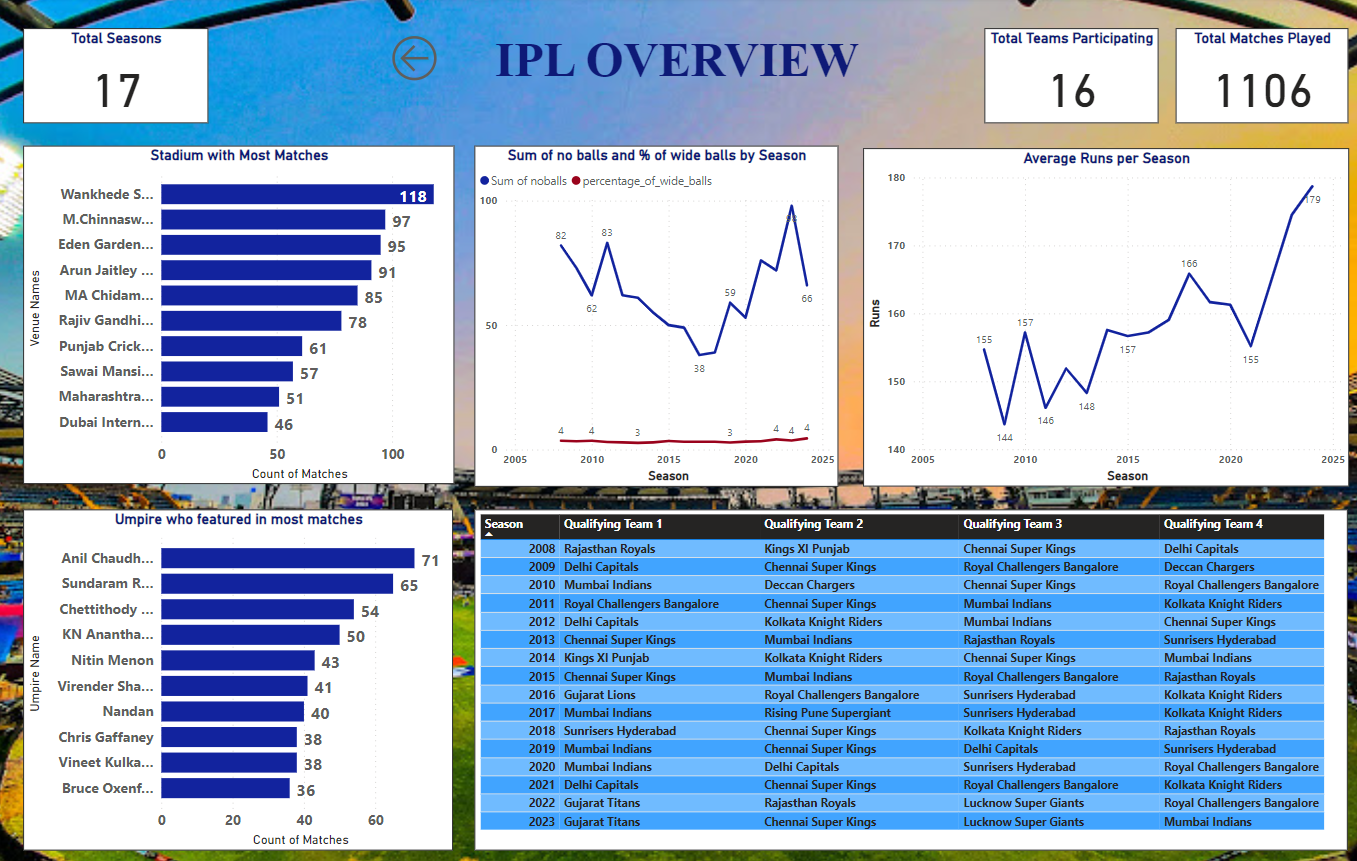 Total Seasons
17
IPL OVERVIEW
Total Teams Participating
16
Total Matches Played
1106
Stadium with Most Matches
Venue Names
Wankhede S... 118
M.Chinnasw... 97
Eden Garden... 95
Arun Jaitley ... 91
MA Chidam... 85
Rajiv Gandhi... 78
Punjab Crick... 61
Sawai Mansi... 57
Maharashtra... 51
Dubai Intern... 46
0 50 100
Count of Matches
Sum of no balls and % of wide balls by Season
Sum of noballs percentage_of_wide_balls
100
50
0
82
62
83
38
59
66
4 4 3 3 4 4 4
2005 2010 2015 2020 2025
Season
Average Runs per Season
Runs
180
170
160
150
140
155
144
157
146
148
157
166
155
179
2005 2010 2015 2020 2025
Season
Umpire who featured in most matches
Umpire Name
Anil Chaudh... 71
Sundaram R... 65
Chettithody ... 54
KN Anantha... 50
Nitin Menon 43
Virender Sha... 41
Nandan 40
Chris Gaffaney 38
Vineet Kulka... 38
Bruce Oxenf... 36
0 20 40 60
Count of Matches
Season Qualifying Team 1 Qualifying Team 2 Qualifying Team 3 Qualifying Team 4
2008 Rajasthan Royals Kings XI Punjab Chennai Super Kings Delhi Capitals
2009 Delhi Capitals Chennai Super Kings Royal Challengers Bangalore Deccan Chargers
2010 Mumbai Indians Deccan Chargers Chennai Super Kings Royal Challengers Bangalore
2011 Royal Challengers Bangalore Chennai Super Kings Mumbai Indians Kolkata Knight Riders
2012 Delhi Capitals Kolkata Knight Riders Mumbai Indians Chennai Super Kings
2013 Chennai Super Kings Mumbai Indians Rajasthan Royals Sunrisers Hyderabad
2014 Kings XI Punjab Kolkata Knight Riders Chennai Super Kings Mumbai Indians
2015 Chennai Super Kings Mumbai Indians Royal Challengers Bangalore Rajasthan Royals
2016 Gujarat Lions Royal Challengers Bangalore Sunrisers Hyderabad Kolkata Knight Riders
2017 Mumbai Indians Rising Pune Supergiant Sunrisers Hyderabad Kolkata Knight Riders
2018 Sunrisers Hyderabad Chennai Super Kings Kolkata Knight Riders Rajasthan Royals
2019 Mumbai Indians Chennai Super Kings Delhi Capitals Sunrisers Hyderabad
2020 Mumbai Indians Delhi Capitals Sunrisers Hyderabad Royal Challengers Bangalore
2021 Delhi Capitals Chennai Super Kings Royal Challengers Bangalore Kolkata Knight Riders
2022 Gujarat Titans Rajasthan Royals Lucknow Super Giants Royal Challengers Bangalore
2023 Gujarat Titans Chennai Super Kings Lucknow Super Giants Mumbai Indians